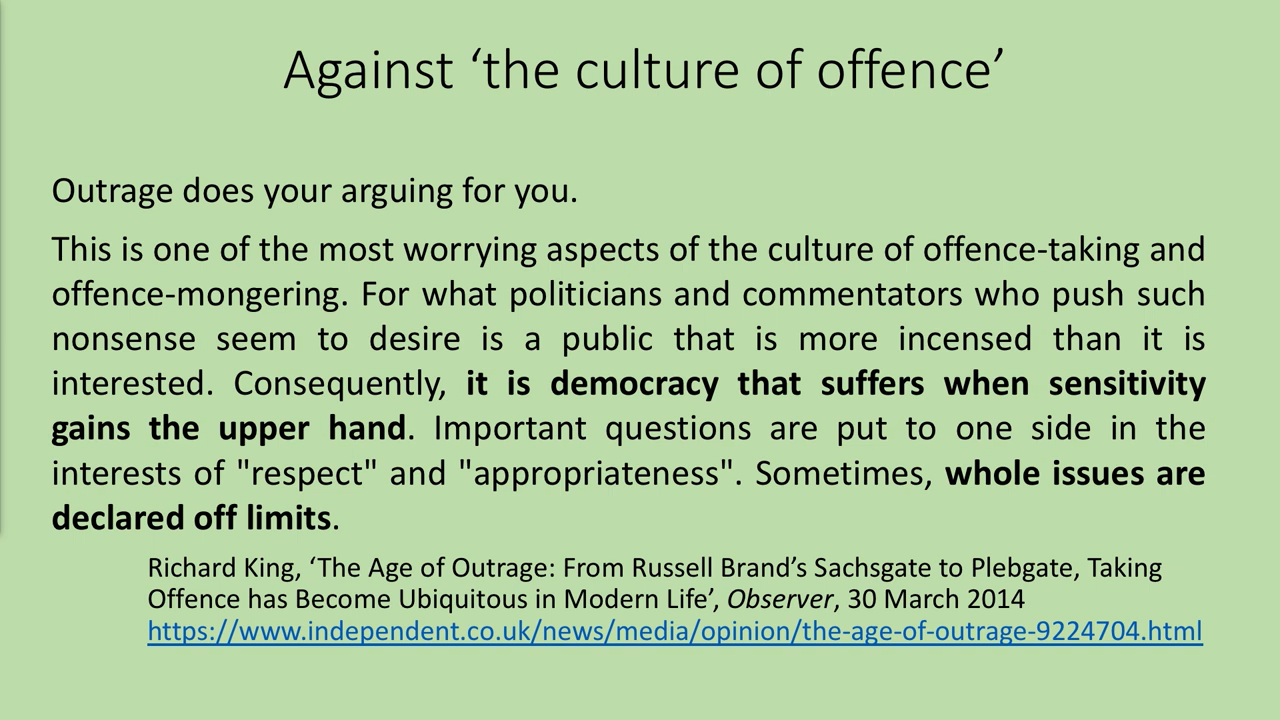 Against ‘the culture of offence’
Outrage does your arguing for you.
This is one of the most worrying aspects of the culture of offence-taking and
offence-mongering. For what politicians and commentators who push such
nonsense seem to desire is a public that is more incensed than it is
interested. Consequently, it is democracy that suffers when sensitivity
gains the upper hand. Important questions are put to one side in the
interests of "respect" and "appropriateness". Sometimes, whole issues are
declared off limits.
Richard King, ‘The Age of Outrage: From Russell Brand’s Sachsgate to Plebgate, Taking
Offence has Become Ubiquitous in Modern Life’, Observer, 30 March 2014
https://www.independent.co.uk/news/media/opinion/the-age-of-outrage-9224704.html